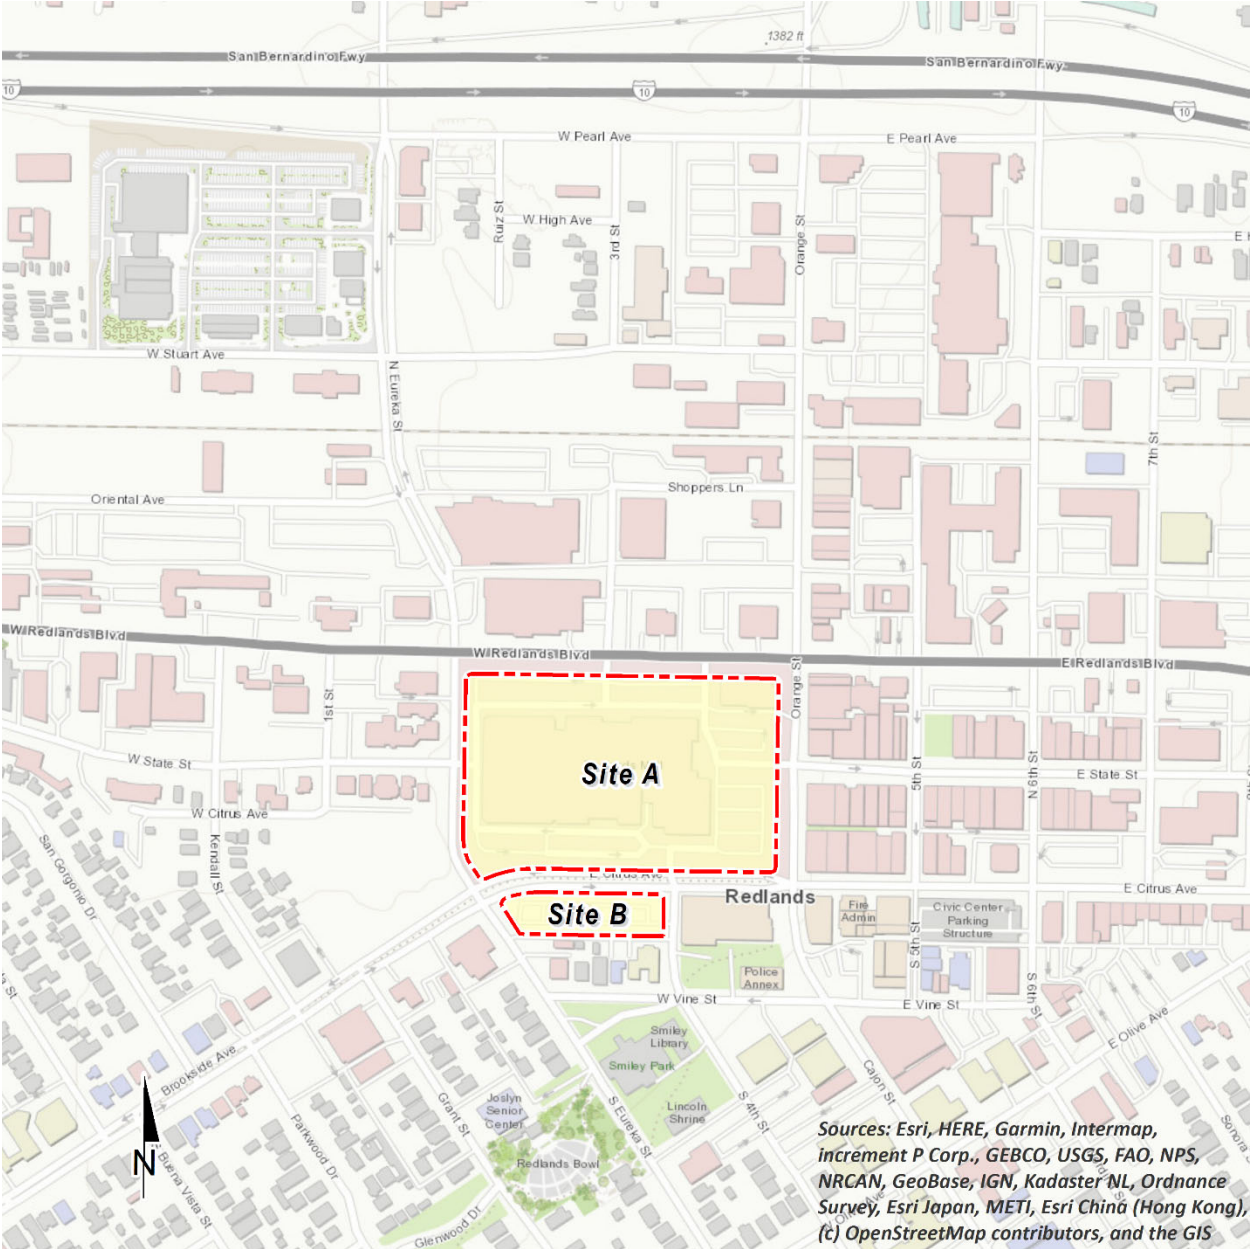 1382 ft
San Bernardino Fwy
San Bernardino Fwy
10
10
10
W Pearl Ave
E Pearl Ave
Ruiz St
W High Ave
3rd St
Orange St
E
W Stuart Ave
N Eureka St
7th St
Oriental Ave
Shoppers Ln
W Redlands Blvd
W Redlands Blvd
E Redlands Blvd
1st St
Orange St
W State St
Site A
5th St
N 6th St
E State St
W Citrus Ave
Kendall St
San Gorgonio Dr
E Citrus Ave
E Citrus Ave
Redlands
Site B
Fire
Admin
Civic Center
Parking
Structure
S 5th St
Police
Annex
S 6th St
W Vine St
E Vine St
E Olive Ave
Smiley
Library
Smiley Park
Brookside Ave
Cajon St
Joslyn
Senior
Center
Lincoln
Shrine
Grant St
S Eureka St
S 4th St
Parkwood Dr
N
Buena Vista St
Redlands Bowl
Glenwood Dr
Sonora
Sources: Esri, HERE, Garmin, Intermap,
increment P Corp., GEBCO, USGS, FAO, NPS,
NRCAN, GeoBase, IGN, Kadaster NL, Ordnance
Survey, Esri Japan, METI, Esri China (Hong Kong),
(c) OpenStreetMap contributors, and the GIS